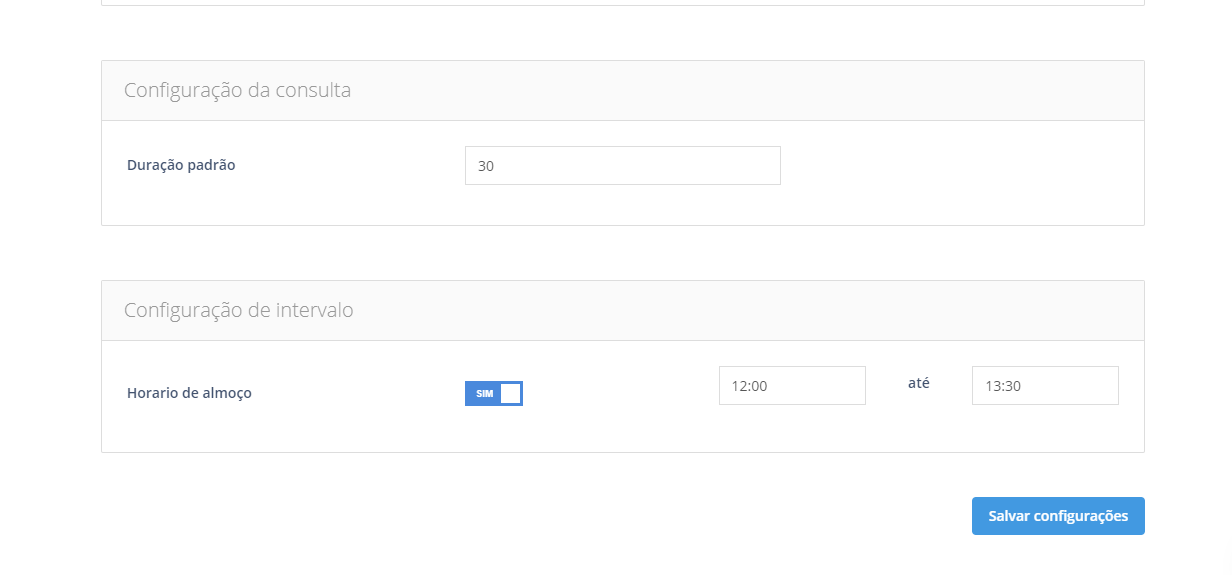 Configuração da consulta
Duração padrão
30
Configuração de intervalo
Horario de almoço
SIM
12:00
até
13:30
Salvar configurações